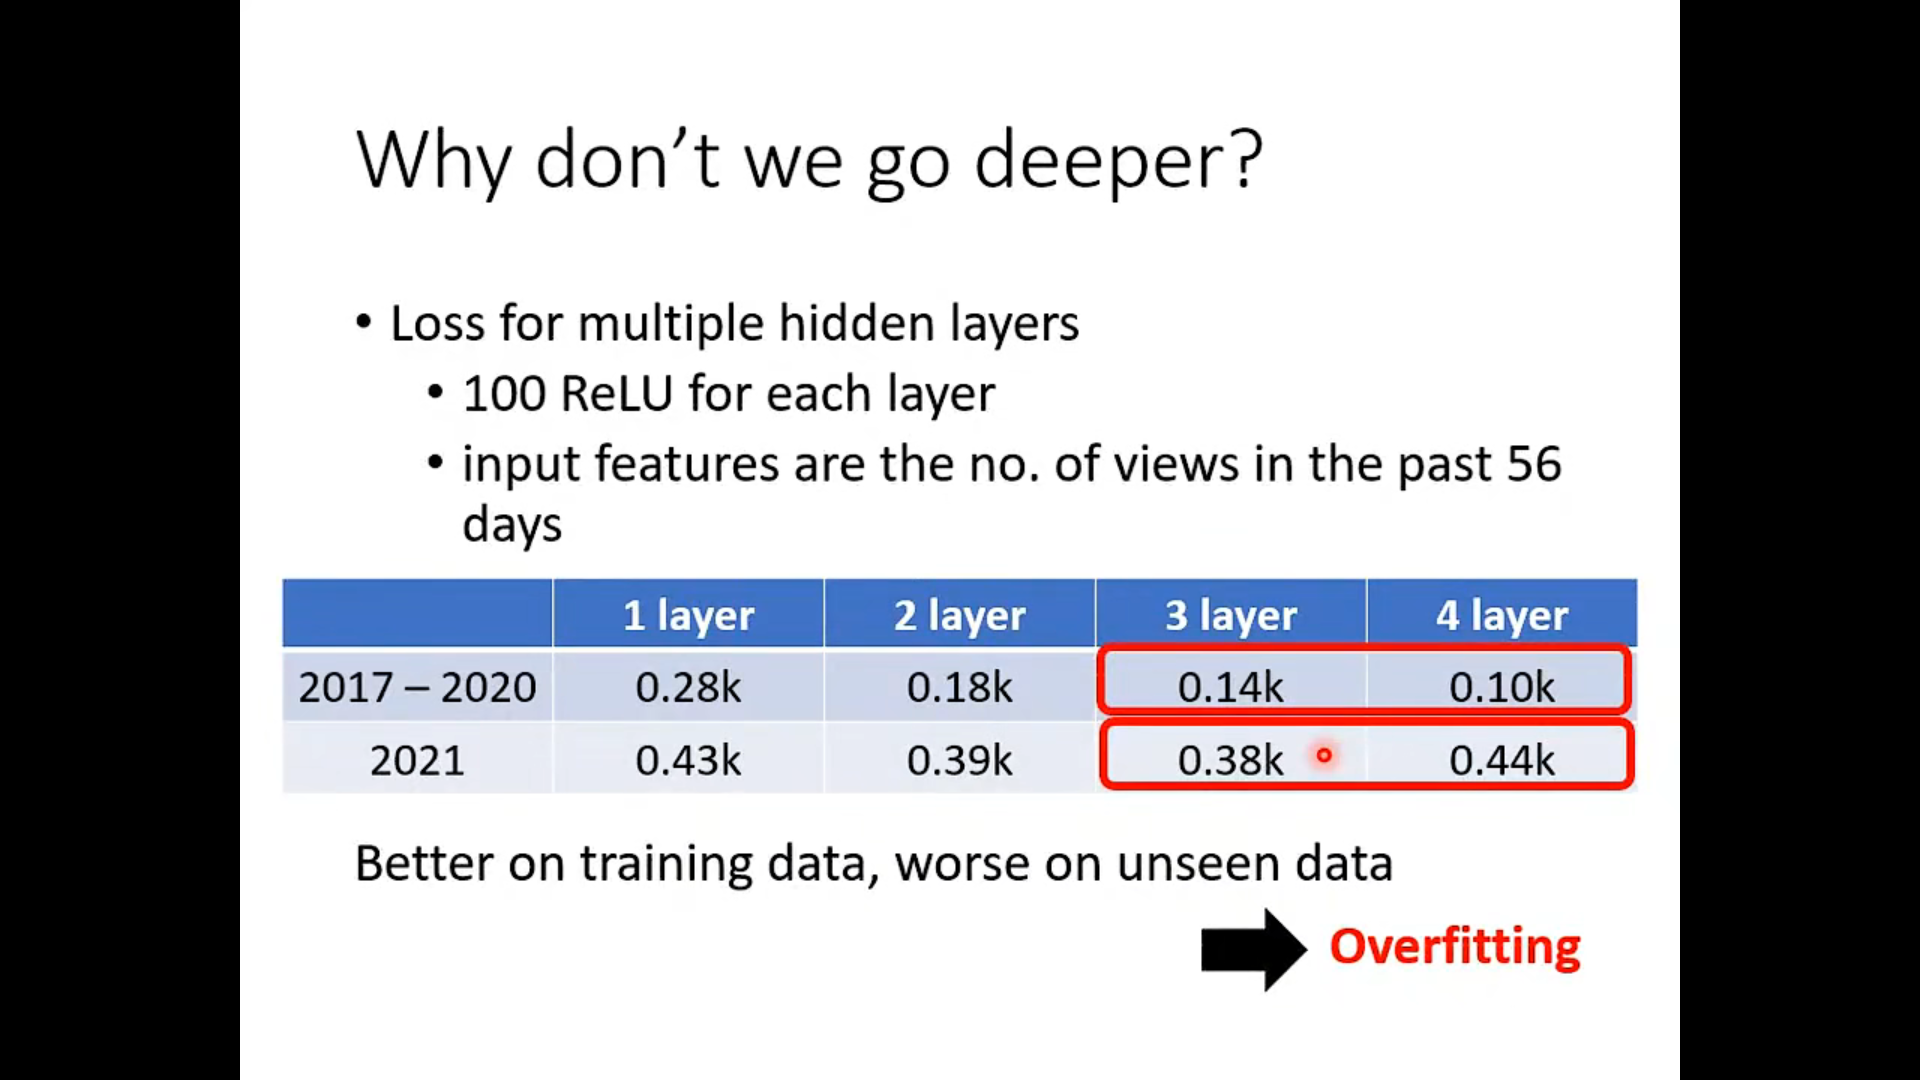 Why don’t we go deeper?
• Loss for multiple hidden layers
• 100 ReLU for each layer
• input features are the no. of views in the past 56
days
1 layer 2 layer 3 layer 4 layer
2017 – 2020 0.28k 0.18k 0.14k 0.10k
2021 0.43k 0.39k 0.38k 0.44k
Better on training data, worse on unseen data
Overfitting